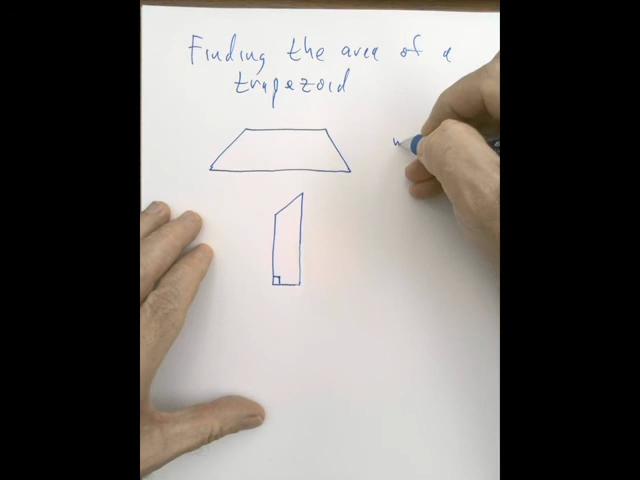 Finding the area of a
trapezoid